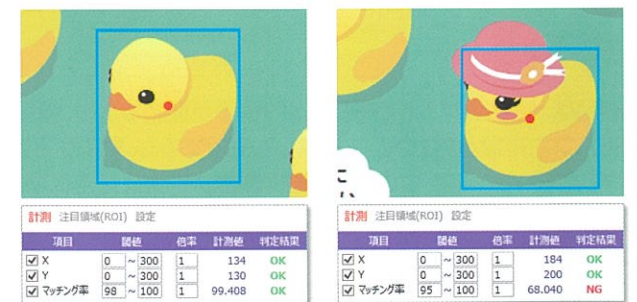 計測 注目領域(ROI) 設定
項目 閾値 倍率 計測値 判定結果
X 0 ~ 300 1 134 OK
Y 0 ~ 300 1 130 OK
マッチング率 98 ~ 100 1 99.408 OK
に
計測 注目領域(ROI) 設定
項目 閾値 倍率 計測値 判定結果
X 0 ~ 300 1 184 OK
Y 0 ~ 300 1 200 OK
マッチング率 95 ~ 100 1 68.040 NG